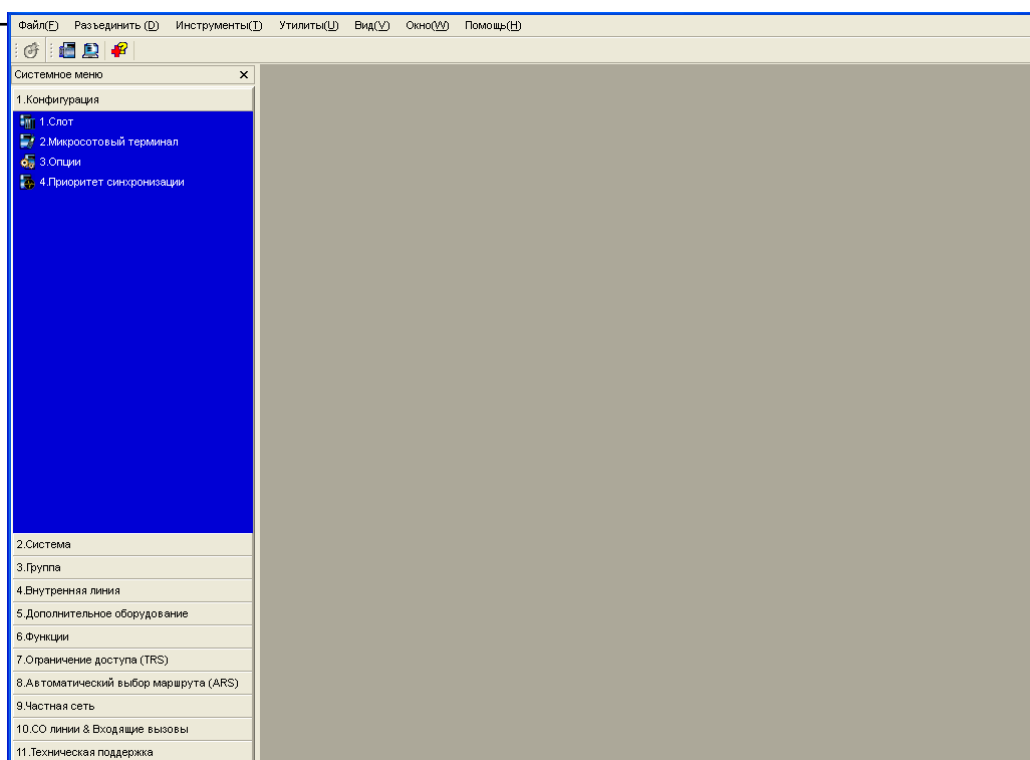 Файл(F) Разъединить (D) Инструменты(T) Утилиты(U) Вид(V) Окно(W) Помощь(H)
Системное меню
1.Конфигурация
1.Слот
2.Микросотовый терминал
3.Опции
4.Приоритет синхронизации
2.Система
3.Группа
4.Внутренняя линия
5.Дополнительное оборудование
6.Функции
7.Ограничение доступа (TRS)
8.Автоматический выбор маршрута (ARS)
9.Частная сеть
10.CO линии & Входящие вызовы
11.Техническая поддержка